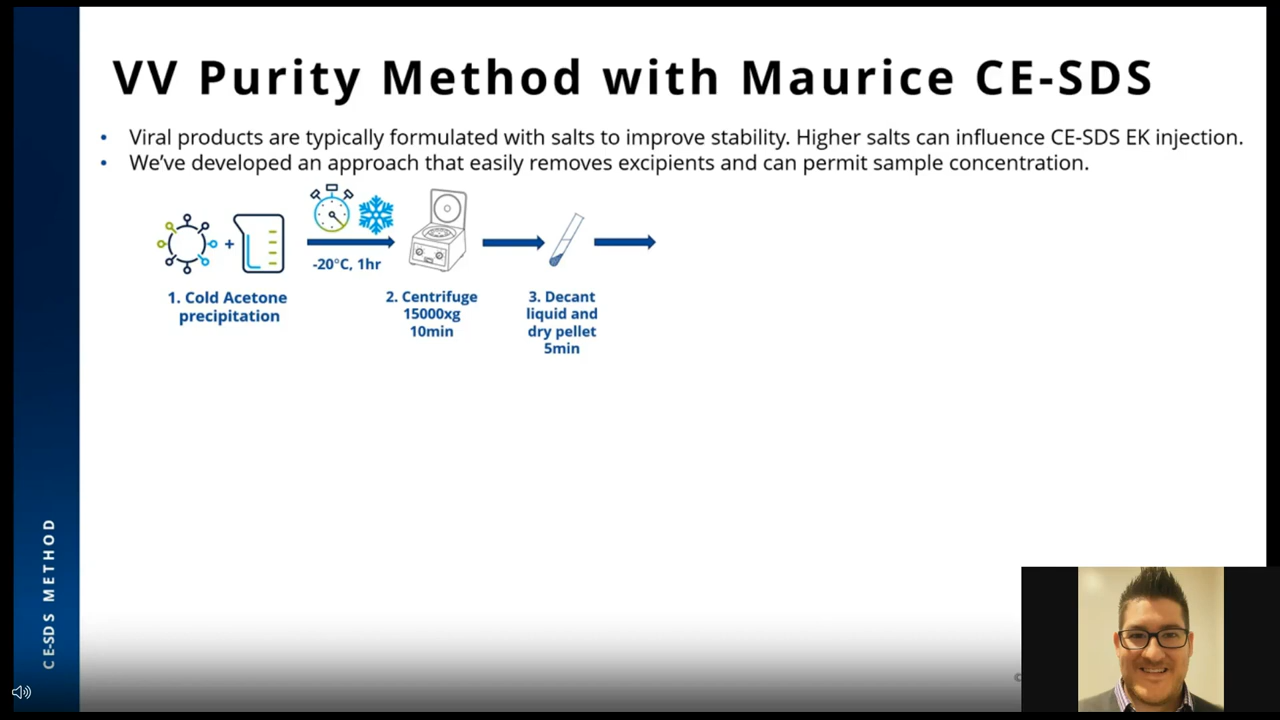 VV Purity Method with Maurice CE-SDS
• Viral products are typically formulated with salts to improve stability. Higher salts can influence CE-SDS EK injection.
• We've developed an approach that easily removes excipients and can permit sample concentration.
+
-20°C, 1hr
1. Cold Acetone
precipitation
2. Centrifuge
15000xg
10min
3. Decant
liquid and
dry pellet
5min
CE-SDS METHOD